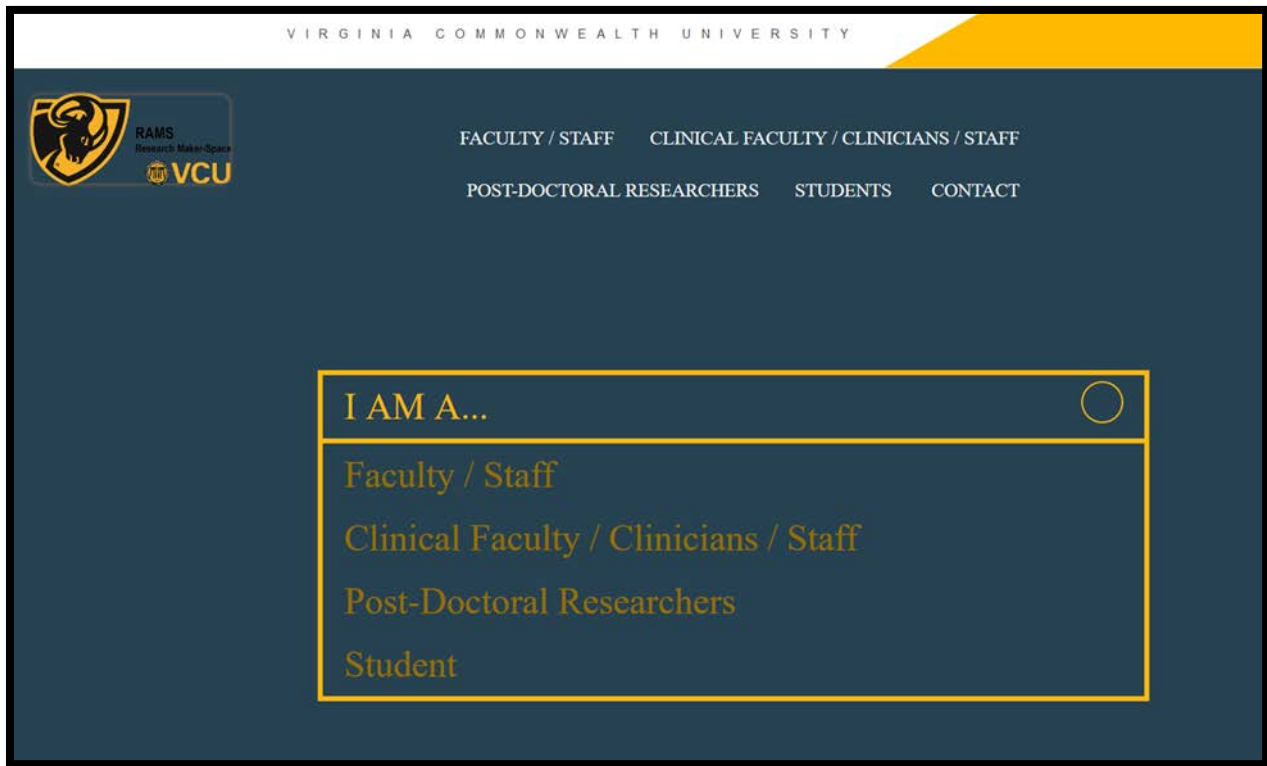 VIRGINIA COMMONWEALTH UNIVERSITY
RAMS
Research Maker-Space
VCU
FACULTY / STAFF CLINICAL FACULTY / CLINICIANS / STAFF
POST-DOCTORAL RESEARCHERS STUDENTS CONTACT
I AM A...
Faculty / Staff
Clinical Faculty / Clinicians / Staff
Post-Doctoral Researchers
Student